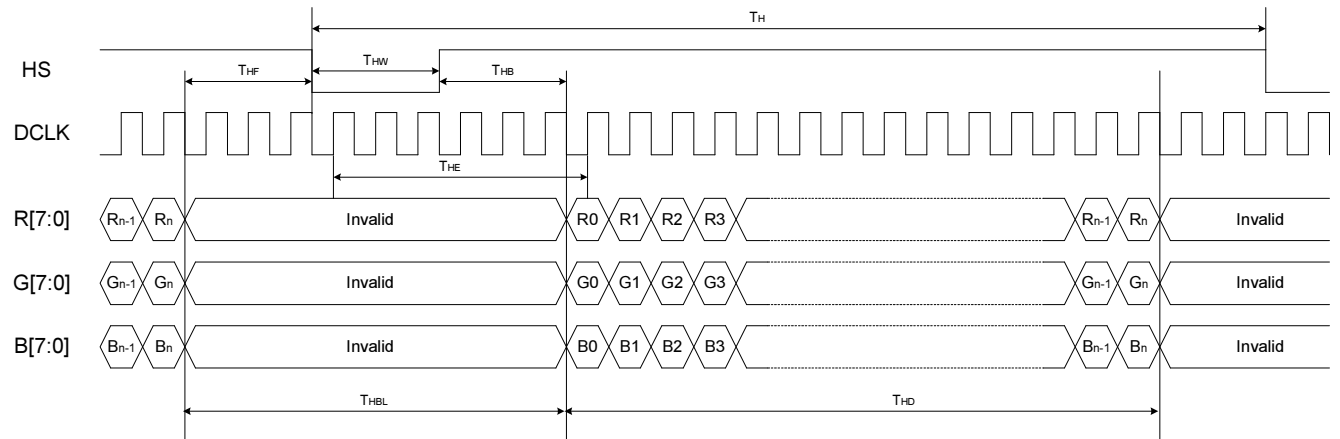 TH
HS
THF
THW
THB
DCLK
THE
R[7:0]
Rn-1 Rn Invalid R0 R1 R2 R3 Rn-1 Rn Invalid
G[7:0]
Gn-1 Gn Invalid G0 G1 G2 G3 Gn-1 Gn Invalid
B[7:0]
Bn-1 Bn Invalid B0 B1 B2 B3 Bn-1 Bn Invalid
THBL
THD